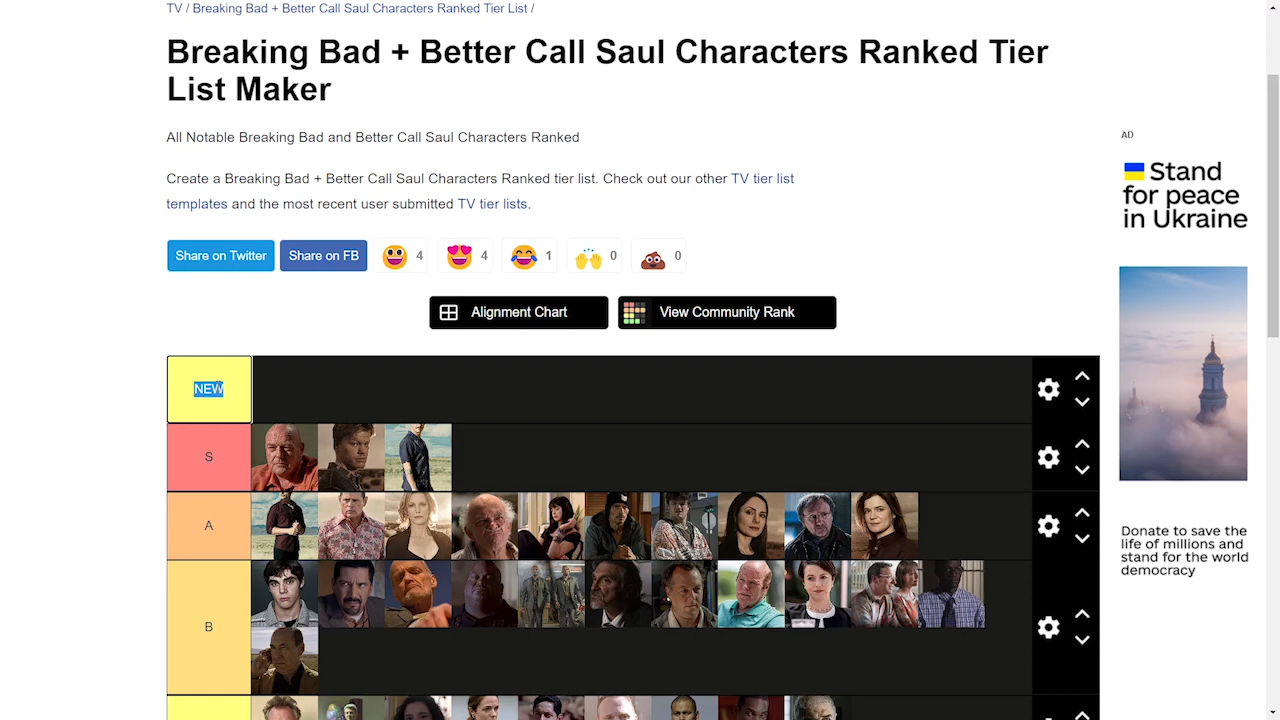 TV / Breaking Bad + Better Call Saul Characters Ranked Tier List /
Breaking Bad + Better Call Saul Characters Ranked Tier
List Maker
All Notable Breaking Bad and Better Call Saul Characters Ranked
AD
Create a Breaking Bad + Better Call Saul Characters Ranked tier list. Check out our other TV tier list
templates and the most recent user submitted TV tier lists.
Stand
for peace
in Ukraine
Share on Twitter
Share on FB
4
4
1
0
0
Alignment Chart
View Community Rank
NEW
S
A
B
Donate to save the
life of millions and
stand for the world
democracy